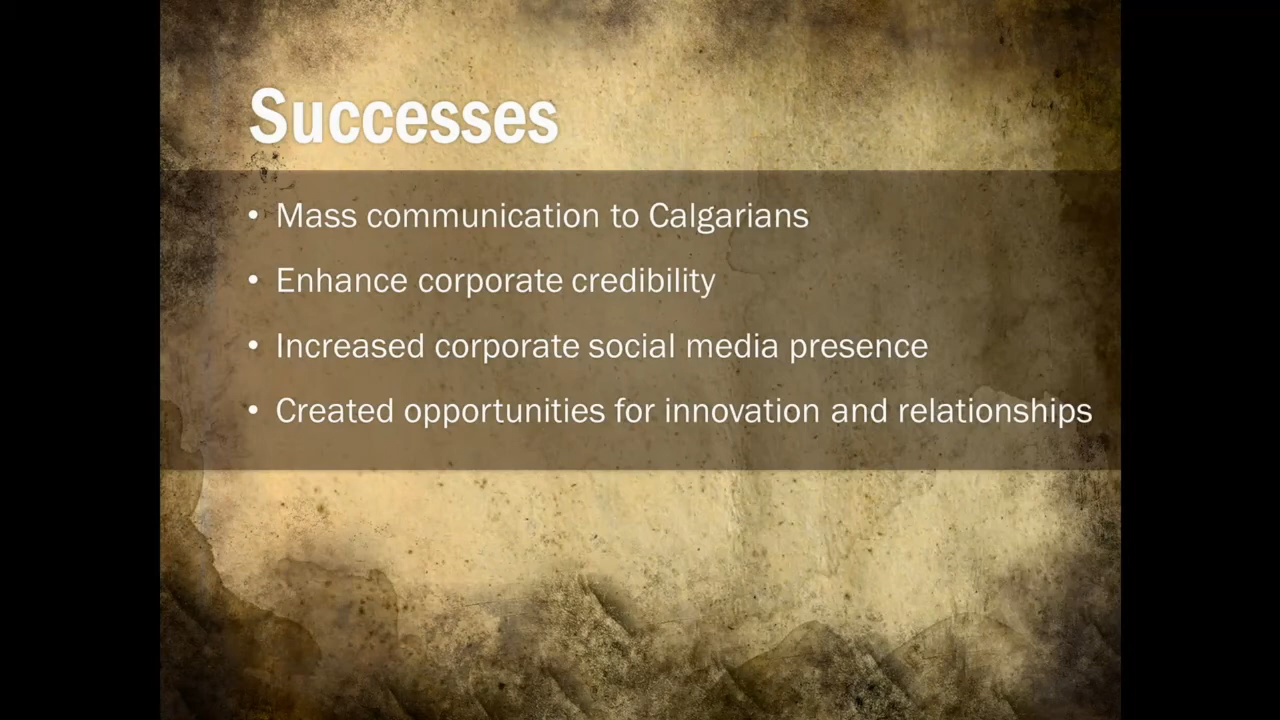 Successes
• Mass communication to Calgarians
• Enhance corporate credibility
• Increased corporate social media presence
• Created opportunities for innovation and relationships